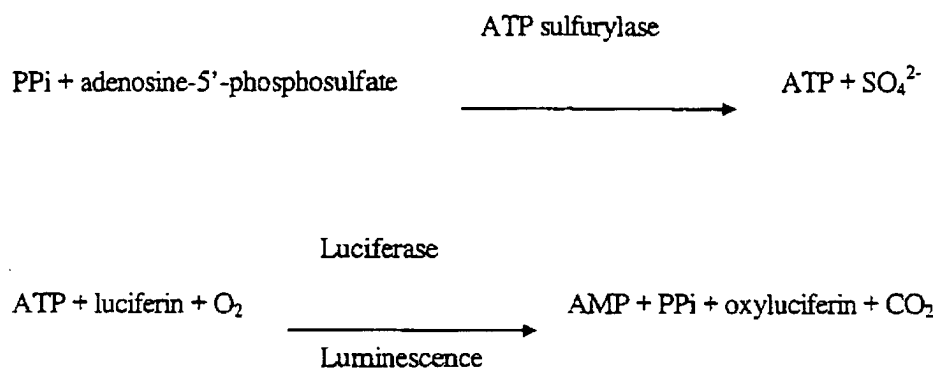 ATP sulfurylase
PPi + adenosine-5’-phosphosulfate ATP + SO₄²⁻
Luciferase
ATP + luciferin + O₂ AMP + PPi + oxyluciferin + CO₂
Luminescence